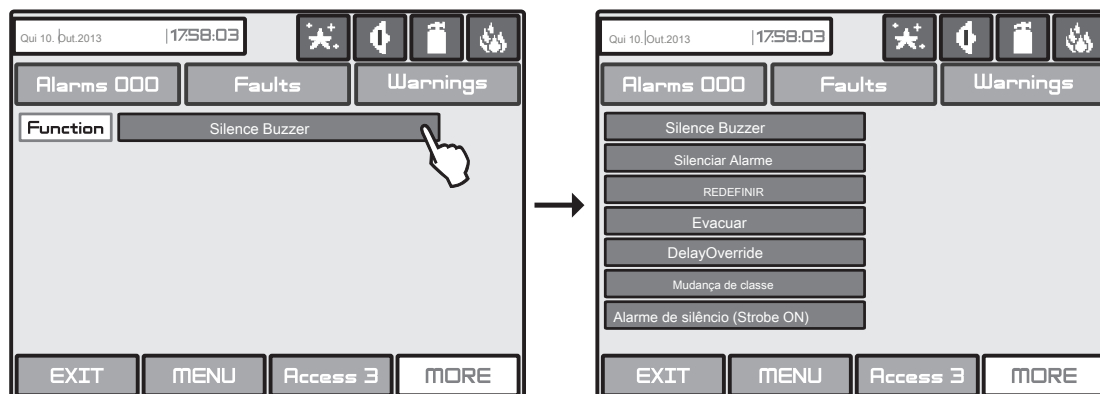 Qui 10. Out.2013 17:58:03
Alarms 000 Faults Warnings
Function Silence Buzzer
EXIT MENU Access 3 MORE
Qui 10. Out.2013 17:58:03
Alarms 000 Faults Warnings
Silence Buzzer
Silenciar Alarme
REDEFINIR
Evacuar
DelayOverride
Mudança de classe
Alarme de silêncio (Strobe ON)
EXIT MENU Access 3 MORE